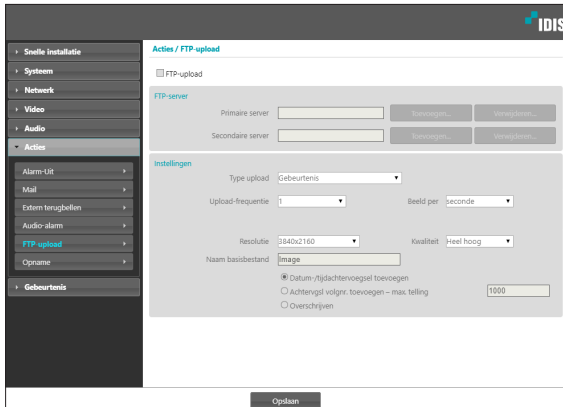 IDIS
Snelle installatie
Systeem
Netwerk
Video
Audio
Acties
Alarm-Uit
Mail
Extern terugbellen
Audio-alarm
FTP-upload
Opname
Gebeurtenis
Acties / FTP-upload
FTP-upload
FTP-server
Primaire server Toevoegen... Verwijderen...
Secondaire server Toevoegen... Verwijderen...
Instellingen
Type upload Gebeurtenis
Upload-frequentie 1 Beeld per seconde
Resolutie 3840x2160 Kwaliteit Heel hoog
Naam basisbestand Image
Datum-/tijdachtervoegsel toevoegen
Achtervgsl volgnr. toevoegen – max. telling 1000
Overschrijven
Opslaan